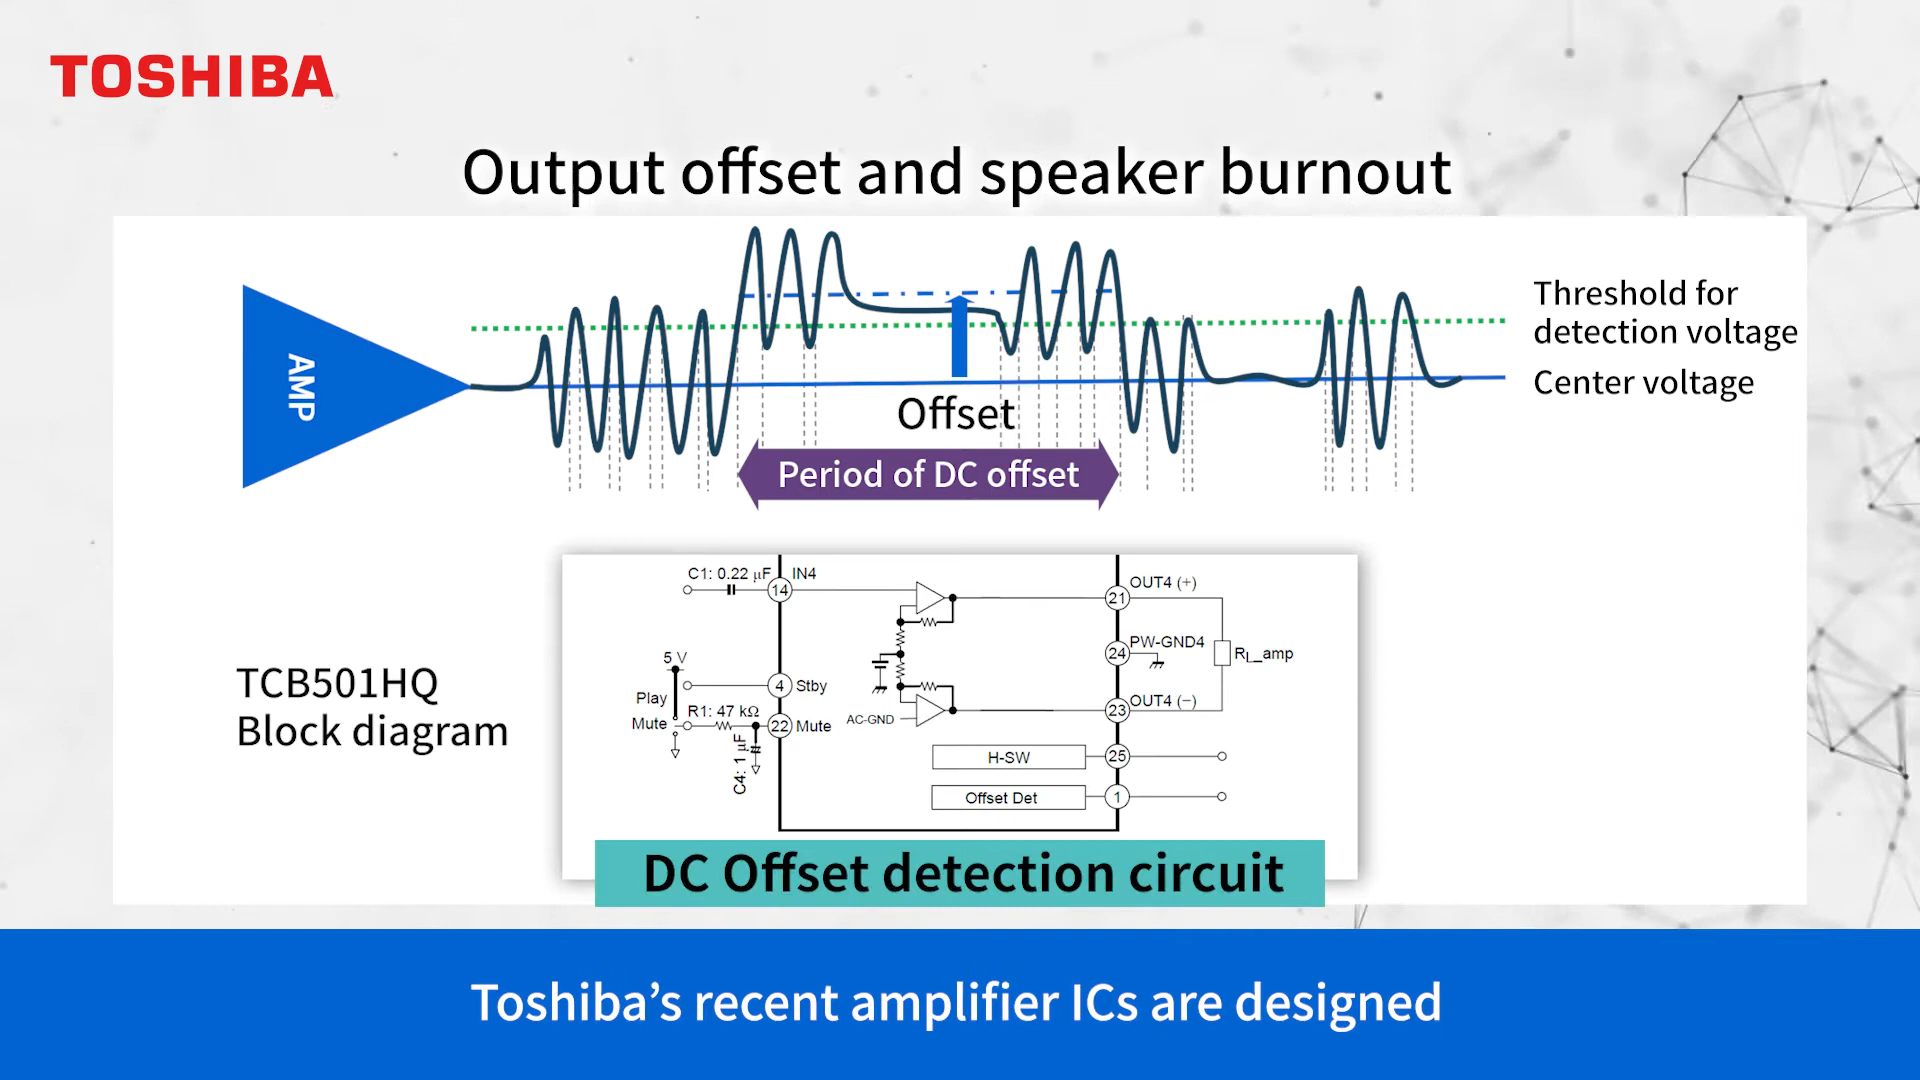 TOSHIBA
Output offset and speaker burnout
AMP
Threshold for
detection voltage
Center voltage
Offset
Period of DC offset
TCB501HQ
Block diagram
C1: 0.22 µF
14
IN4
5 V
Play
Mute
4
Stby
R1: 47 kΩ
22
Mute
C4: 1 µF
AC-GND
21
OUT4 (+)
24
PW-GND4
RL_amp
23
OUT4 (−)
H-SW
25
Offset Det
1
DC Offset detection circuit
Toshiba’s recent amplifier ICs are designed